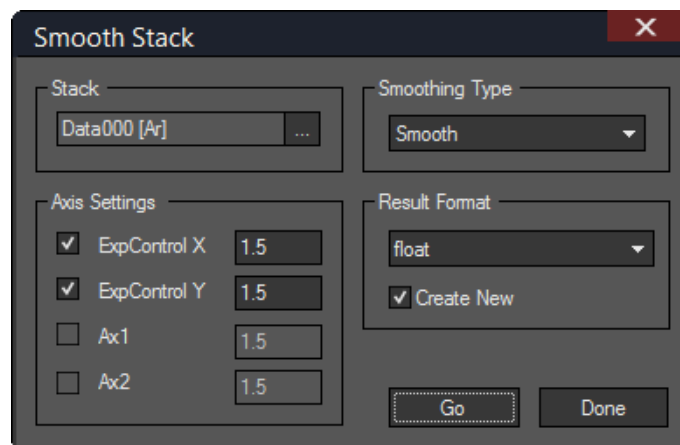 Smooth Stack
Stack
Data000 [Ar]
...
Smoothing Type
Smooth
Axis Settings
ExpControl X
1.5
ExpControl Y
1.5
Ax1
1.5
Ax2
1.5
Result Format
float
Create New
Go
Done